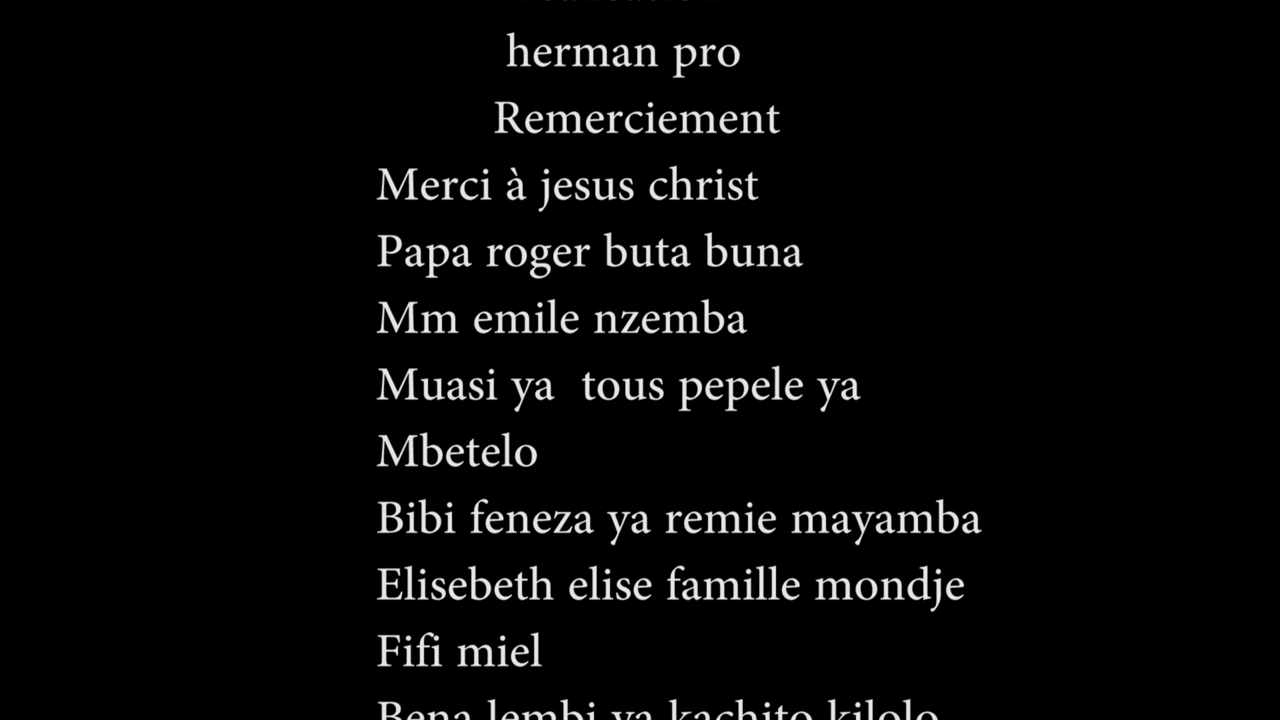 herman pro
Remerciement
Merci à jesus christ
Papa roger buta buna
Mm emile nzemba
Muasi ya tous pepele ya
Mbetelo
Bibi feneza ya remie mayamba
Elisebeth elise famille mondje
Fifi miel
Bena lembi ya kachito kilolo